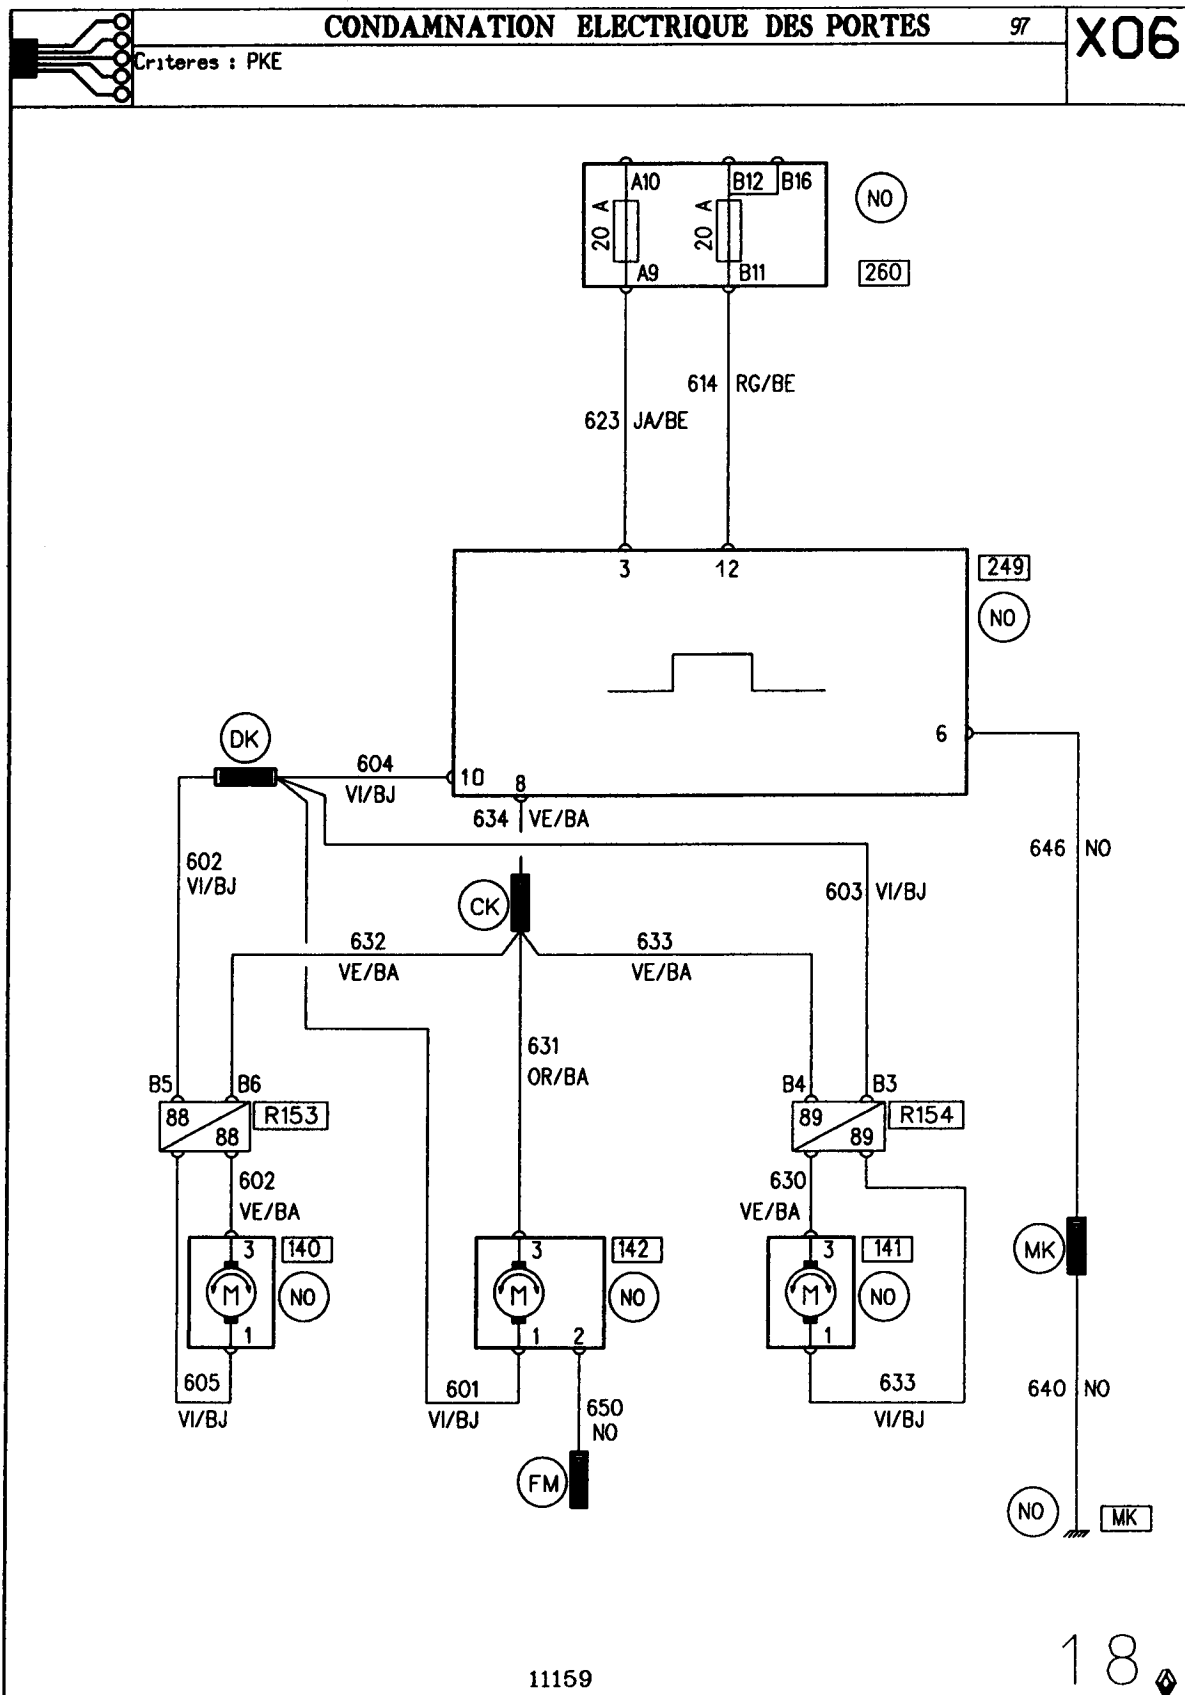 CONDAMNATION ELECTRIQUE DES PORTES 97 X06
Criteres : PKE
A10 B12 B16
NO
20 A 20 A
A9 B11 260
614 RG/BE
623 JA/BE
3 12 249
NO
6
DK
604 10 8
VI/BJ
634 VE/BA
646 NO
602
VI/BJ
603 VI/BJ
CK
632 633
VE/BA VE/BA
631
OR/BA
B5 B6 B4 B3
88 R153 89 R154
88 89
602 630
VE/BA VE/BA
3 140 3 142 3 141
MK
M NO M NO M NO
1 1 2 1
605 601 633 640 NO
VI/BJ VI/BJ VI/BJ
650
NO
FM
NO MK
18
11159